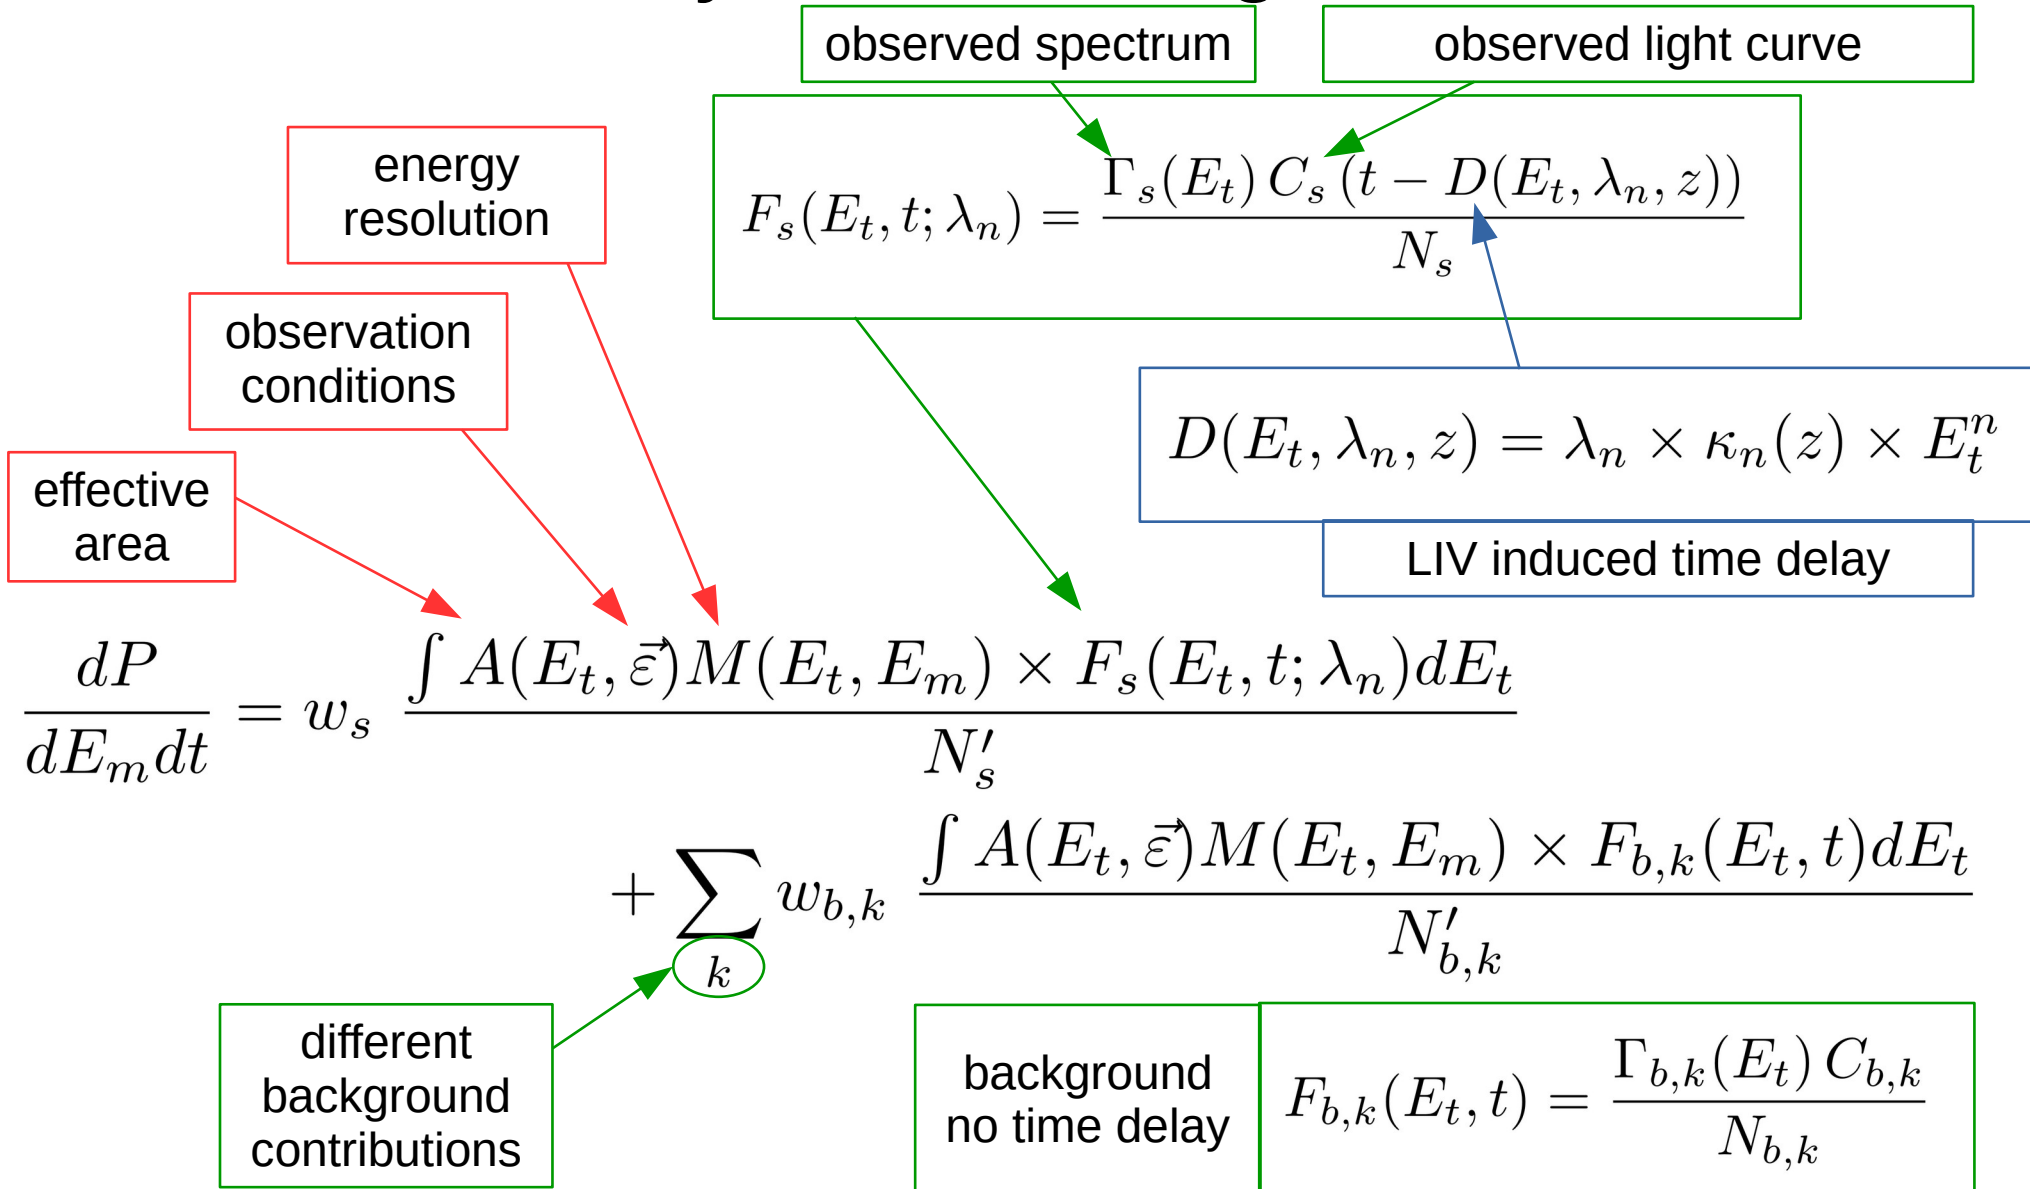 observed spectrum
observed light curve
energy
resolution
F_s(E_t, t; λ_n) = Γ_s(E_t) C_s (t − D(E_t, λ_n, z)) / N_s
observation
conditions
D(E_t, λ_n, z) = λ_n × κ_n(z) × E_t^n
effective
area
LIV induced time delay
dP / dE_m dt = w_s ∫ A(E_t, ε⃗)M(E_t, E_m) × F_s(E_t, t; λ_n)dE_t / N′_s
+ ∑_k w_{b,k} ∫ A(E_t, ε⃗)M(E_t, E_m) × F_{b,k}(E_t, t)dE_t / N′_{b,k}
different
background
contributions
background
no time delay
F_{b,k}(E_t, t) = Γ_{b,k}(E_t) C_{b,k} / N_{b,k}